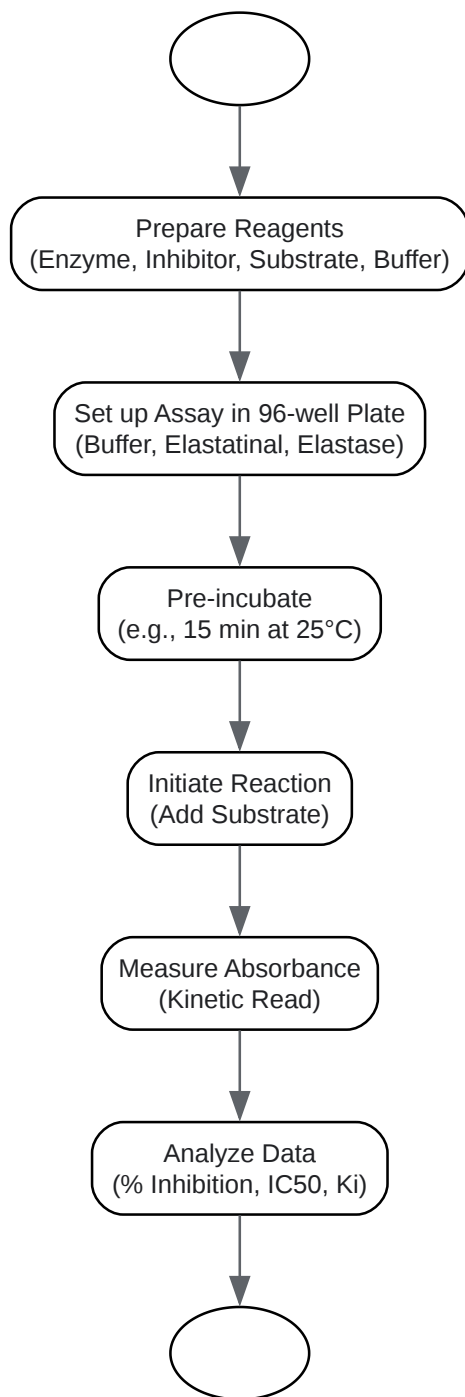 Prepare Reagents
(Enzyme, Inhibitor, Substrate, Buffer)
Set up Assay in 96-well Plate
(Buffer, Elastatinal, Elastase)
Pre-incubate
(e.g., 15 min at 25°C)
Initiate Reaction
(Add Substrate)
Measure Absorbance
(Kinetic Read)
Analyze Data
(% Inhibition, IC50, Ki)